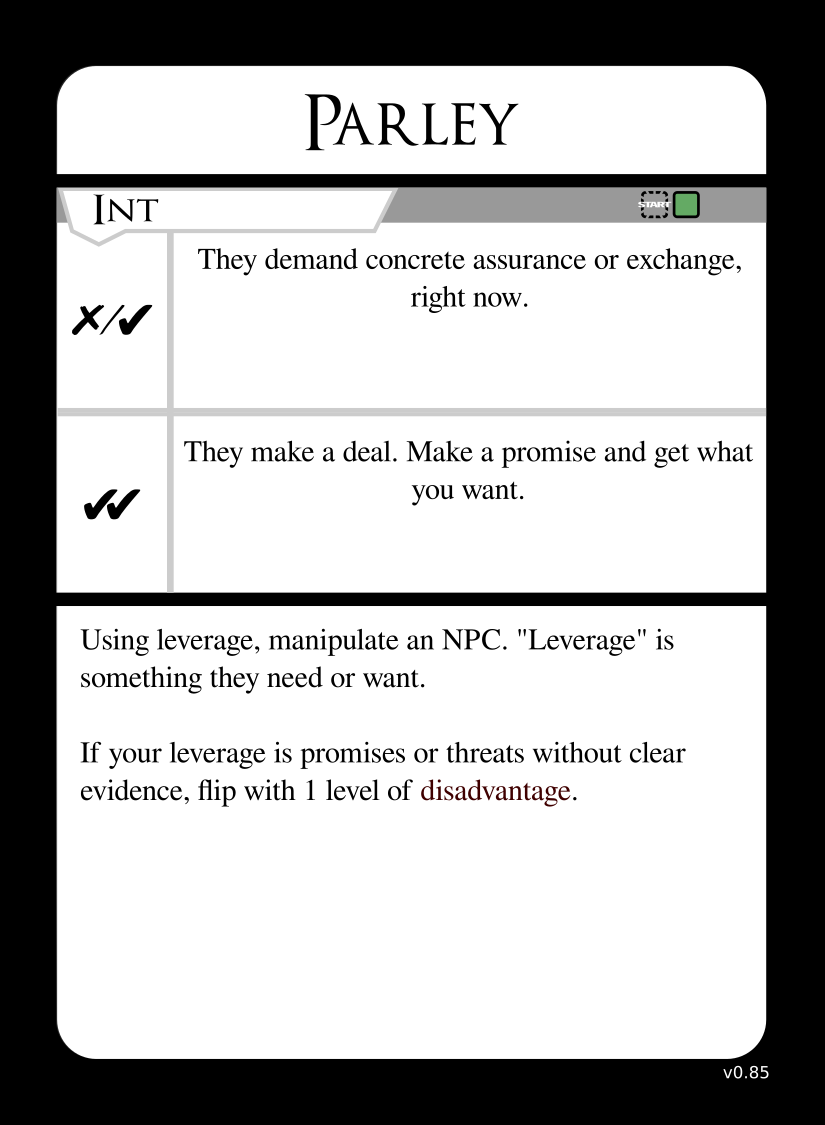 PARLEY
INT
START
✗/✔
They demand concrete assurance or exchange,
right now.
✔✔
They make a deal. Make a promise and get what
you want.
Using leverage, manipulate an NPC. "Leverage" is
something they need or want.
If your leverage is promises or threats without clear
evidence, flip with 1 level of disadvantage.
v0.85